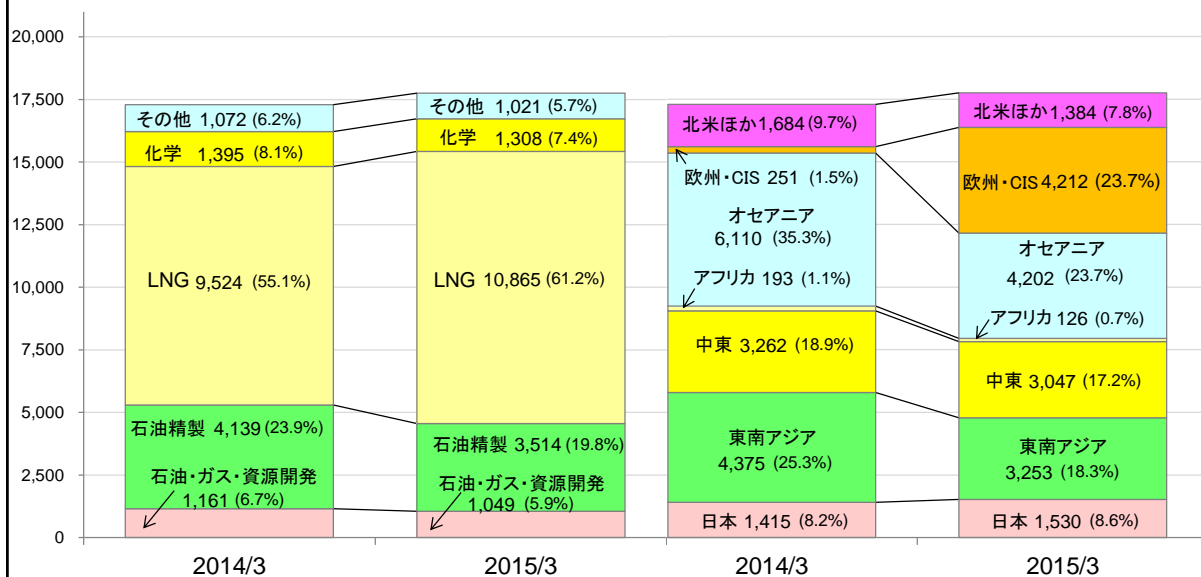 20,000
17,500
15,000
12,500
10,000
7,500
5,000
2,500
0
その他 1,072 (6.2%)
化学 1,395 (8.1%)
LNG 9,524 (55.1%)
石油精製 4,139 (23.9%)
石油・ガス・資源開発
1,161 (6.7%)
2014/3
その他 1,021 (5.7%)
化学 1,308 (7.4%)
LNG 10,865 (61.2%)
石油精製 3,514 (19.8%)
石油・ガス・資源開発
1,049 (5.9%)
2015/3
北米ほか 1,684 (9.7%)
欧州・CIS 251 (1.5%)
オセアニア
6,110 (35.3%)
アフリカ 193 (1.1%)
中東 3,262 (18.9%)
東南アジア
4,375 (25.3%)
日本 1,415 (8.2%)
2014/3
北米ほか 1,384 (7.8%)
欧州・CIS 4,212 (23.7%)
オセアニア
4,202 (23.7%)
アフリカ 126 (0.7%)
中東 3,047 (17.2%)
東南アジア
3,253 (18.3%)
日本 1,530 (8.6%)
2015/3